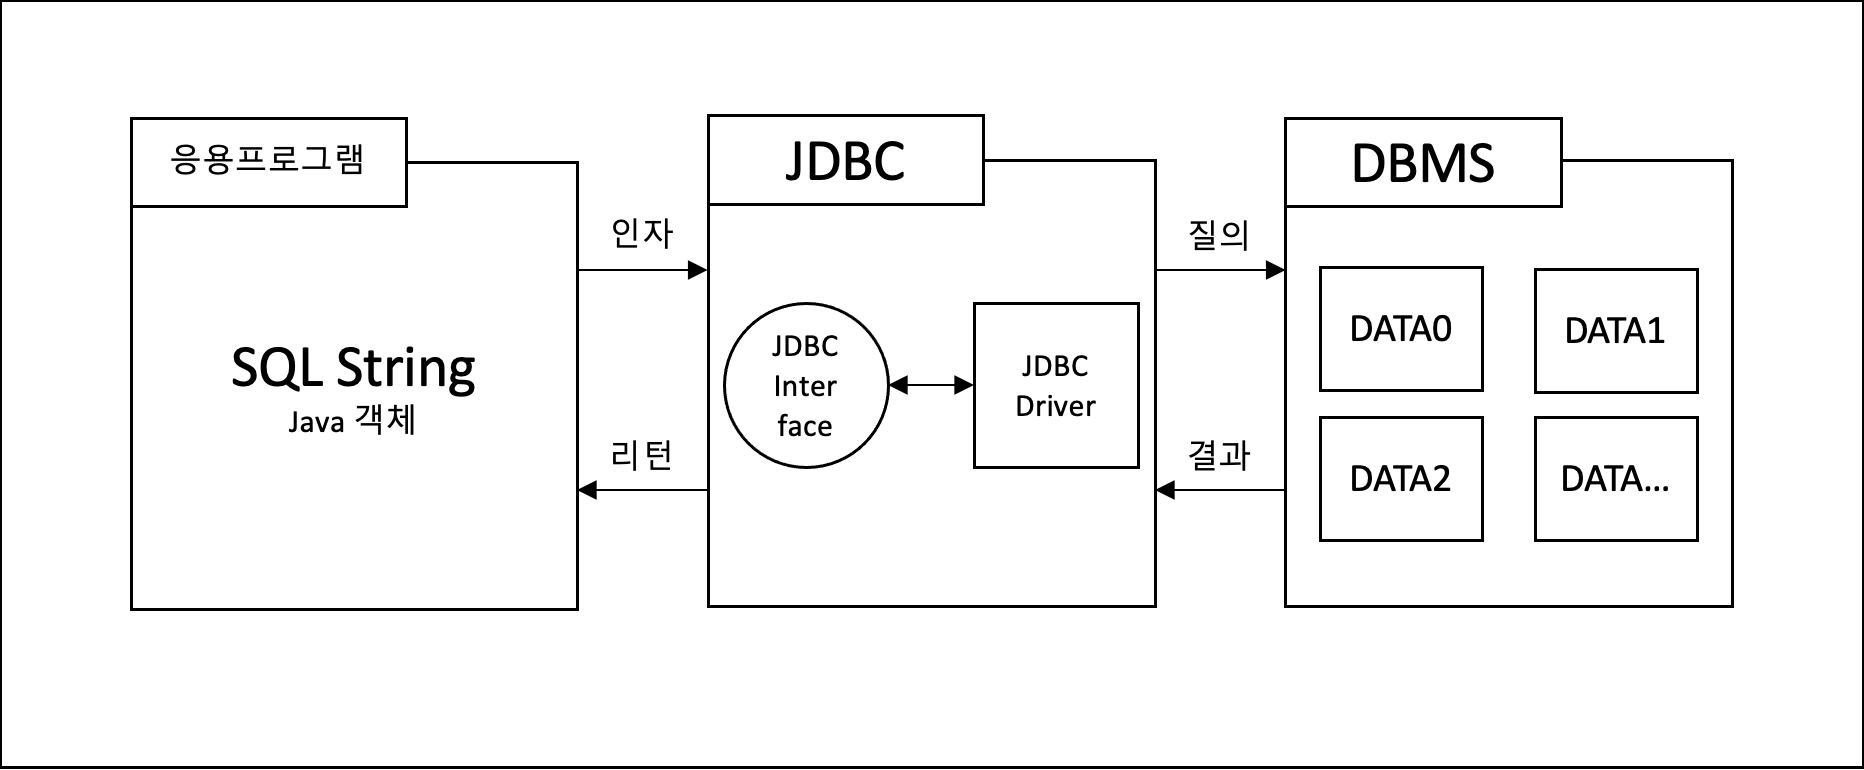 응용프로그램
SQL String
Java 객체
인자
리턴
JDBC
JDBC
Inter
face
JDBC
Driver
질의
결과
DBMS
DATA0
DATA1
DATA2
DATA...